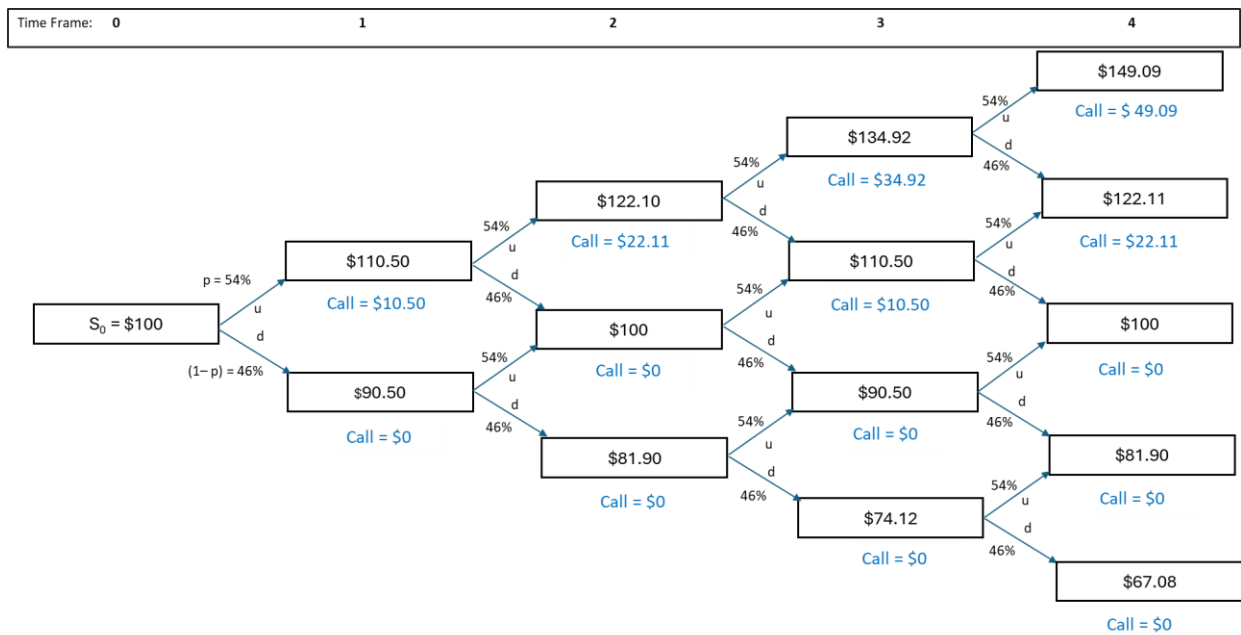 Time Frame: 0 1 2 3 4
$149.09
54%
u
Call = $ 49.09
$134.92
d
54%
46%
u
Call = $34.92
$122.10
d
$122.11
54%
46%
54%
u
Call = $22.11
u
Call = $22.11
$110.50
d
$110.50
d
p = 54%
46%
54%
46%
u
Call = $10.50
u
Call = $10.50
S0 = $100
d
$100
d
$100
(1– p) = 46%
54%
46%
54%
u
Call = $0
u
Call = $0
$90.50
d
$90.50
d
46%
54%
46%
Call = $0
u
Call = $0
$81.90
d
$81.90
46%
54%
Call = $0
u
Call = $0
$74.12
d
46%
Call = $0
$67.08
Call = $0